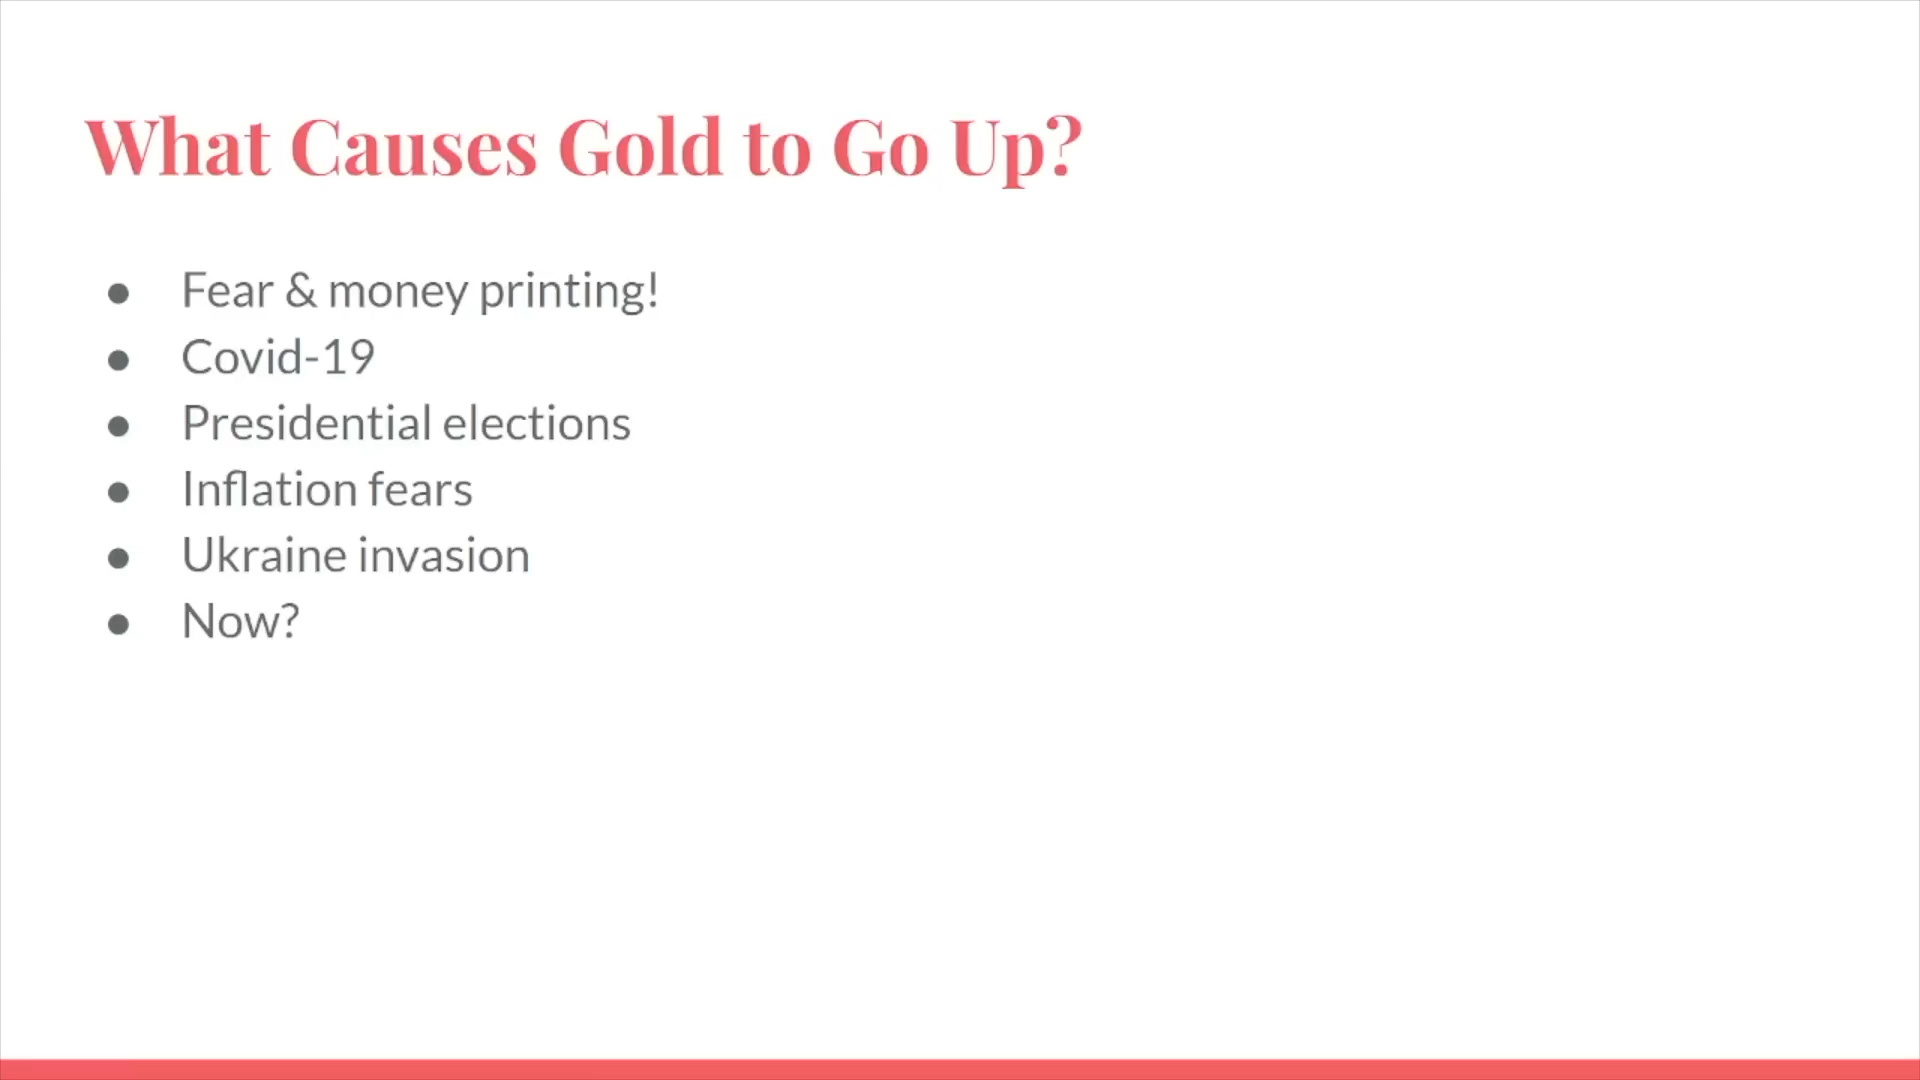 What Causes Gold to Go Up?
● Fear & money printing!
● Covid-19
● Presidential elections
● Inflation fears
● Ukraine invasion
● Now?